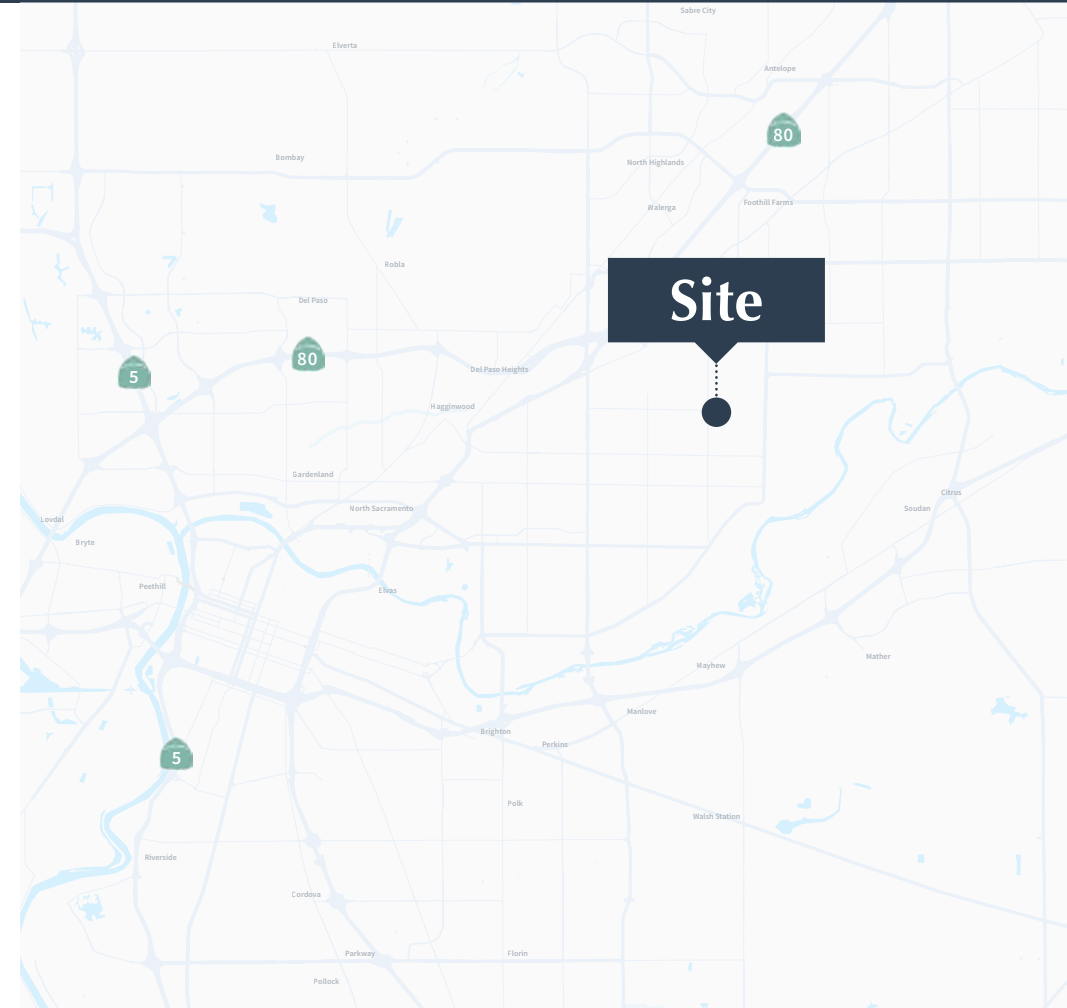 Sabre City
Elverta
Antelope
80
Bombay
North Highlands
Walerga
Foothill Farms
Robla
Site
Del Paso
80
5
Del Paso Heights
Hagginwood
Gardenland
Citrus
North Sacramento
Soudan
Lovdal
Bryte
Peethill
Elvas
Mather
Mayhew
Manlove
Brighton
Perkins
5
Polk
Walsh Station
Riverside
Cordova
Parkway
Florin
Pollock